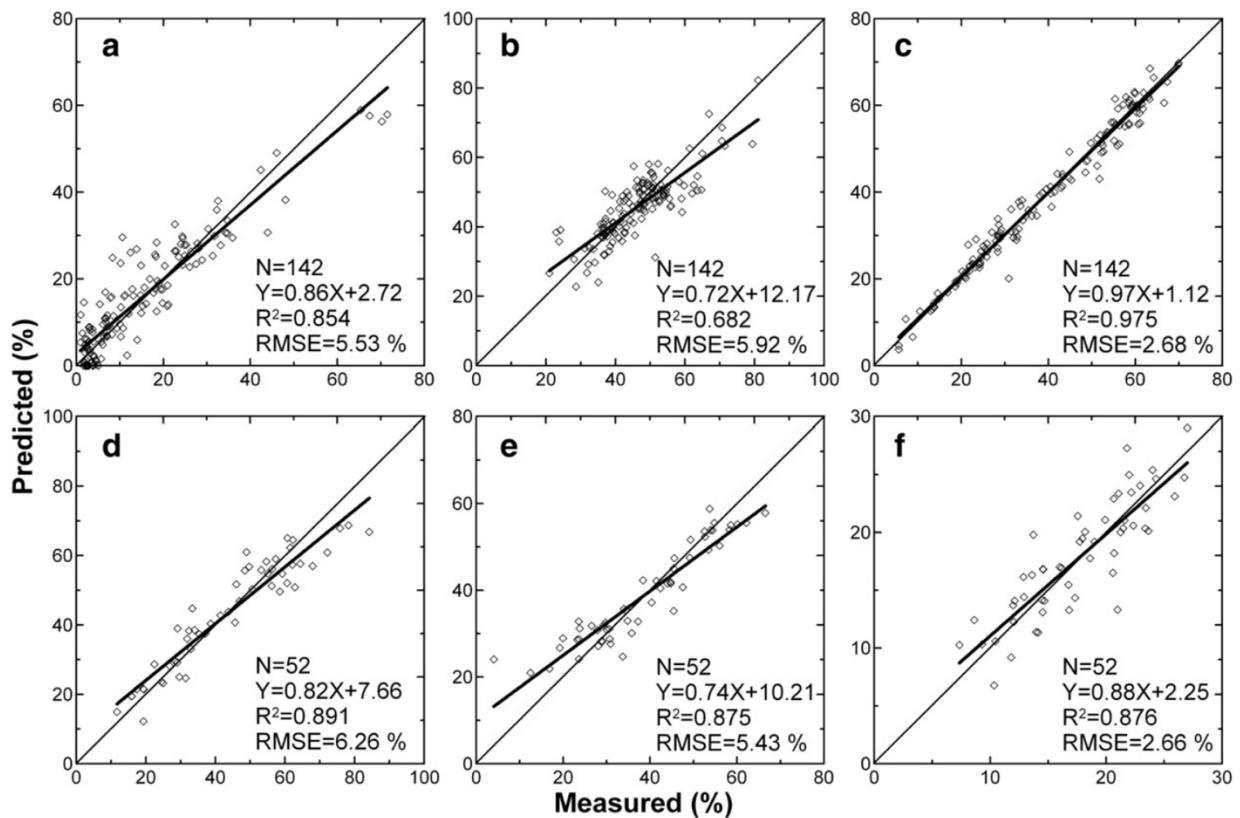 a
80
60
40
20
0
0 20 40 60 80
N=142
Y=0.86X+2.72
R²=0.854
RMSE=5.53 %
b
100
80
60
40
20
0
0 20 40 60 80 100
N=142
Y=0.72X+12.17
R²=0.682
RMSE=5.92 %
c
80
60
40
20
0
0 20 40 60 80
N=142
Y=0.97X+1.12
R²=0.975
RMSE=2.68 %
Predicted (%)
d
100
80
60
40
20
0
0 20 40 60 80 100
N=52
Y=0.82X+7.66
R²=0.891
RMSE=6.26 %
e
80
60
40
20
0
0 20 40 60 80
N=52
Y=0.74X+10.21
R²=0.875
RMSE=5.43 %
f
30
20
10
0
0 10 20 30
N=52
Y=0.88X+2.25
R²=0.876
RMSE=2.66 %
Measured (%)